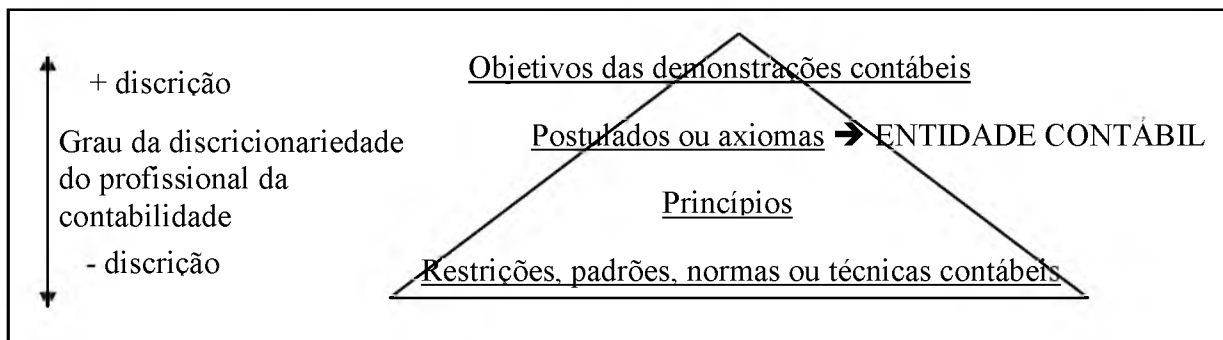 + discrição
Grau da discricionariedade
do profissional da
contabilidade
- discrição
Objetivos das demonstrações contábeis
Postulados ou axiomas ➔ ENTIDADE CONTÁBIL
Princípios
Restrições, padrões, normas ou técnicas contábeis